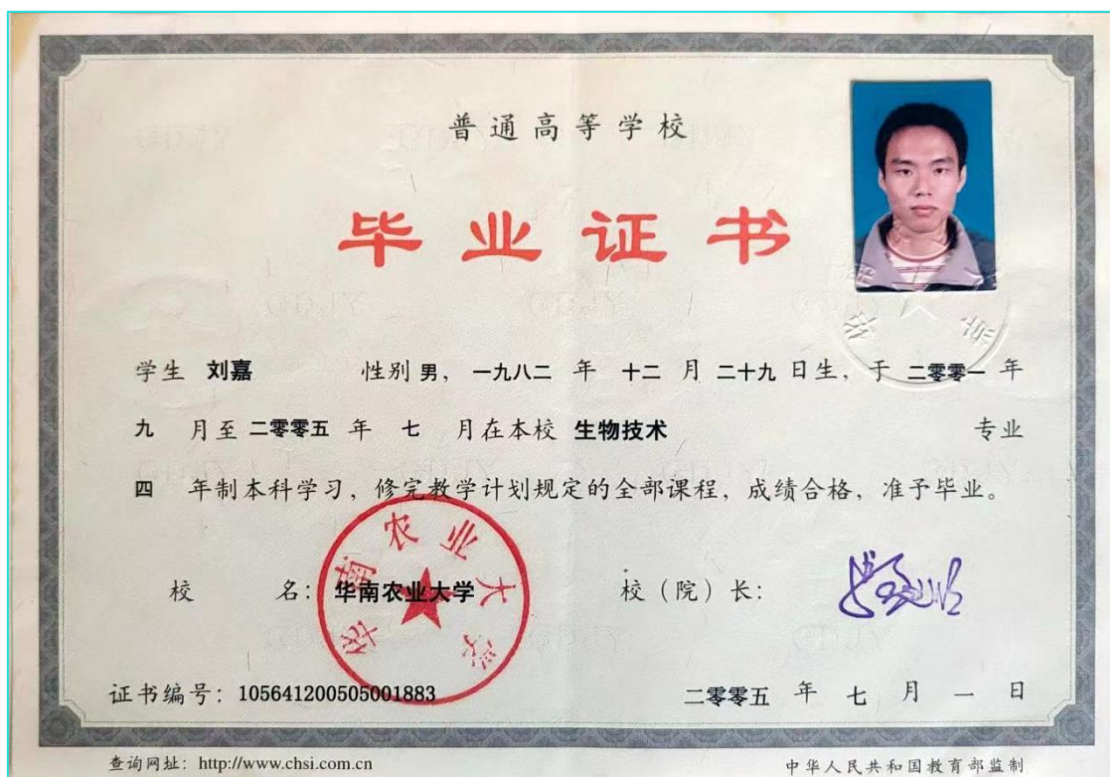 普通高等学校
毕业证书
学生 刘嘉 性别 男, 一九八二 年 十二 月 二十九 日生, 于 二零零一 年
九 月至 二零零五 年 七 月在本校 生物技术 专业
四 年制本科学习, 修完教学计划规定的全部课程, 成绩合格, 准予毕业。
校 名: 华南农业大学 校(院)长:
华南农业大学
证书编号: 105641200505001883 二零零五 年 七 月 一 日
查询网址: http://www.chsi.com.cn 中华人民共和国教育部监制